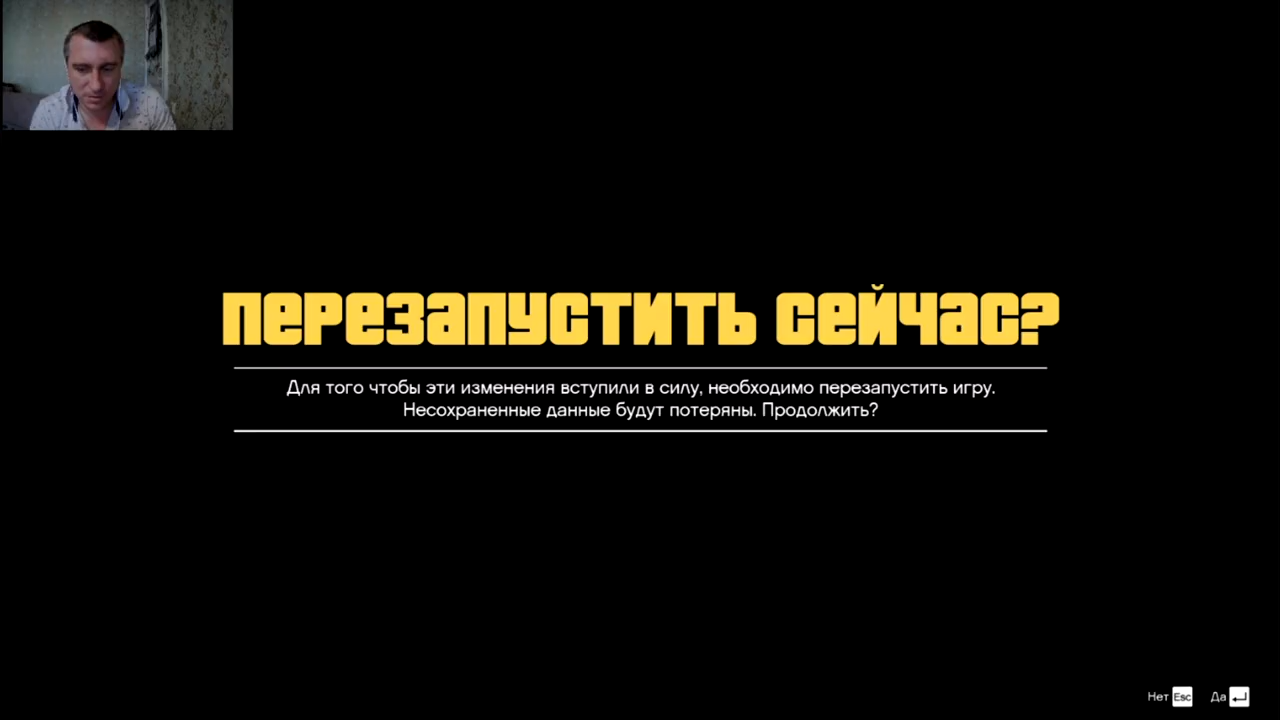 перезапустить сейчас?
Для того чтобы эти изменения вступили в силу, необходимо перезапустить игру.
Несохраненные данные будут потеряны. Продолжить?
Нет Esc Да